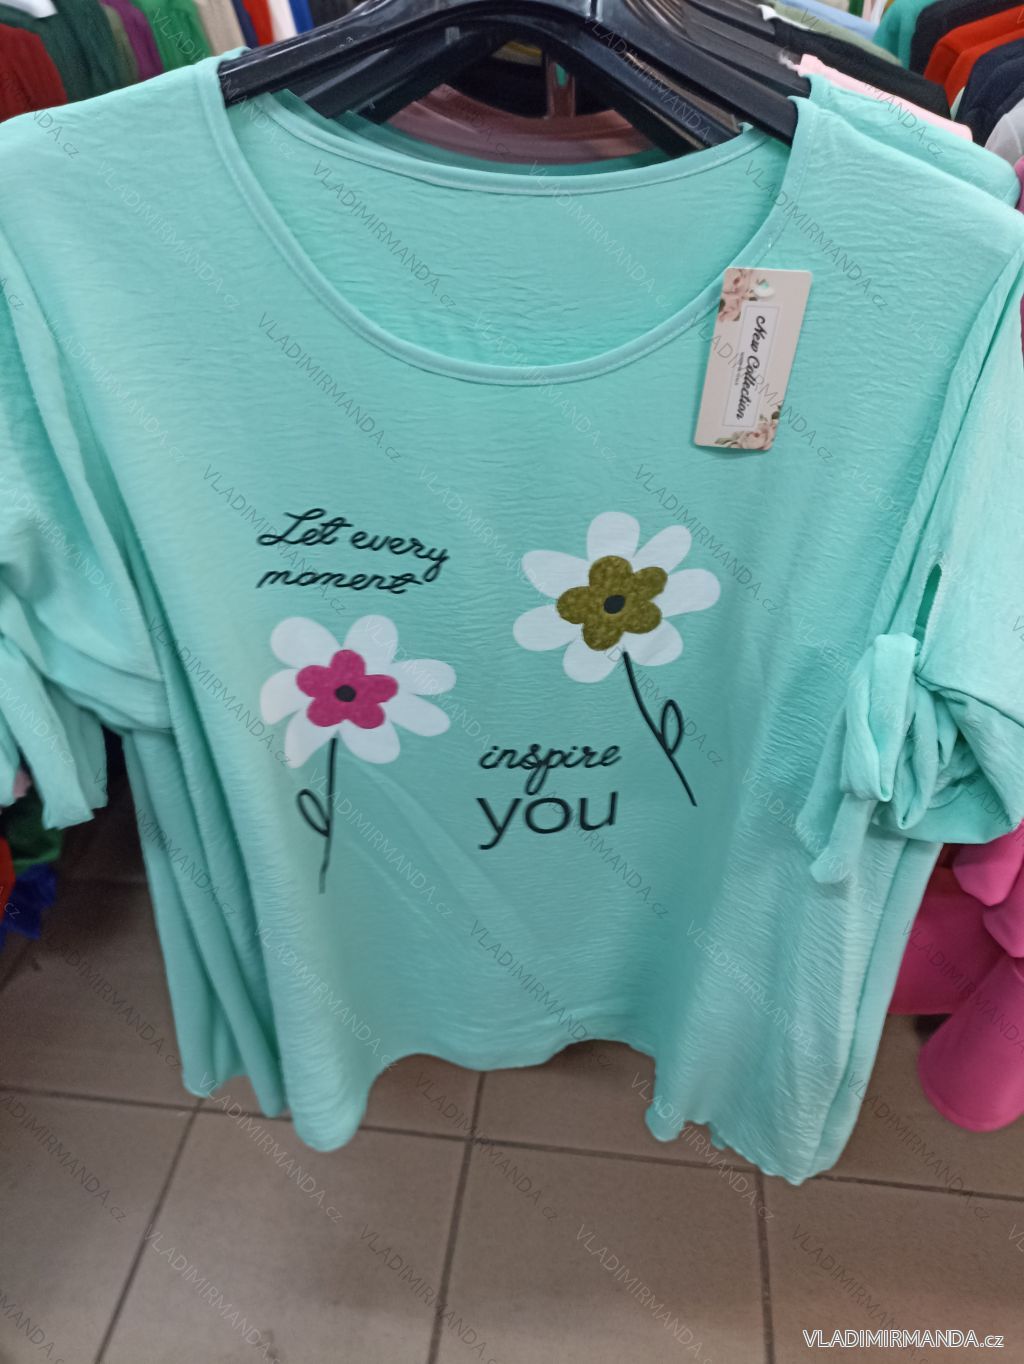 New Collection
Let every
moment
inspire
you
VLADIMIRMANDA.cz